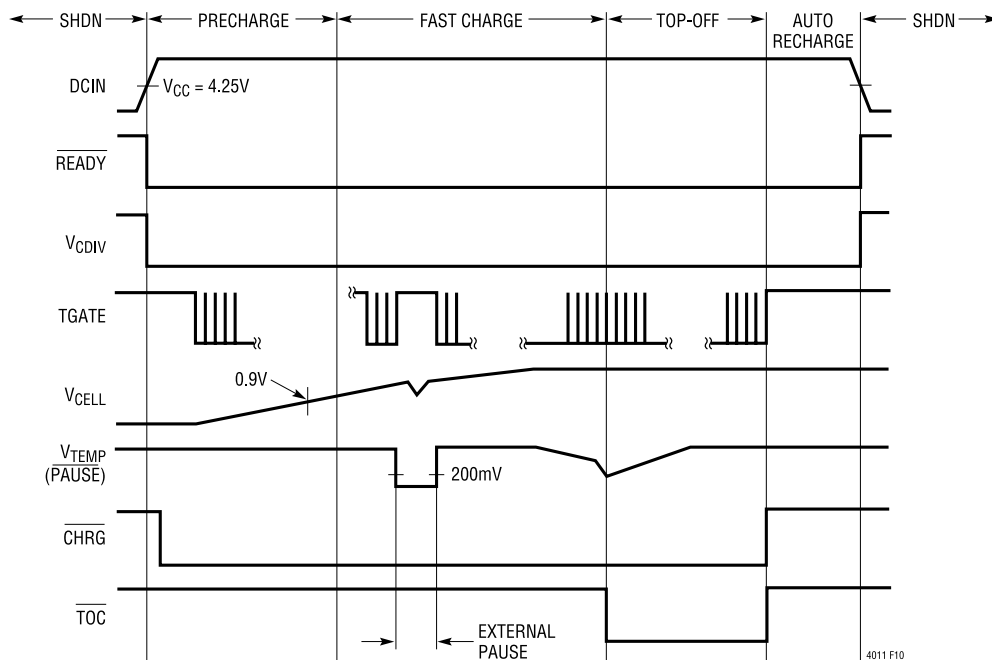 SHDN
PRECHARGE
FAST CHARGE
TOP-OFF
AUTO
RECHARGE
SHDN
DCIN
VCC = 4.25V
READY
VCDIV
TGATE
0.9V
VCELL
VTEMP
(PAUSE)
200mV
CHRG
TOC
EXTERNAL
PAUSE
4011 F10